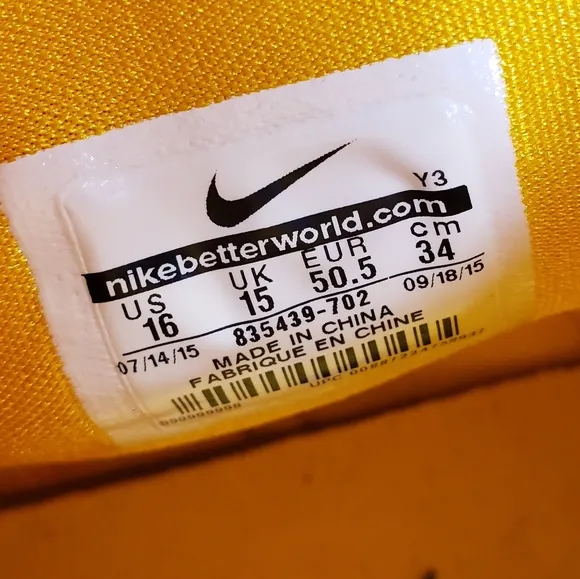 Y3
nikebetterworld.com
US UK EUR cm
16 15 50.5 34
07/14/15 835439-702 09/18/15
MADE IN CHINA
FABRIQUE EN CHINE
UPC